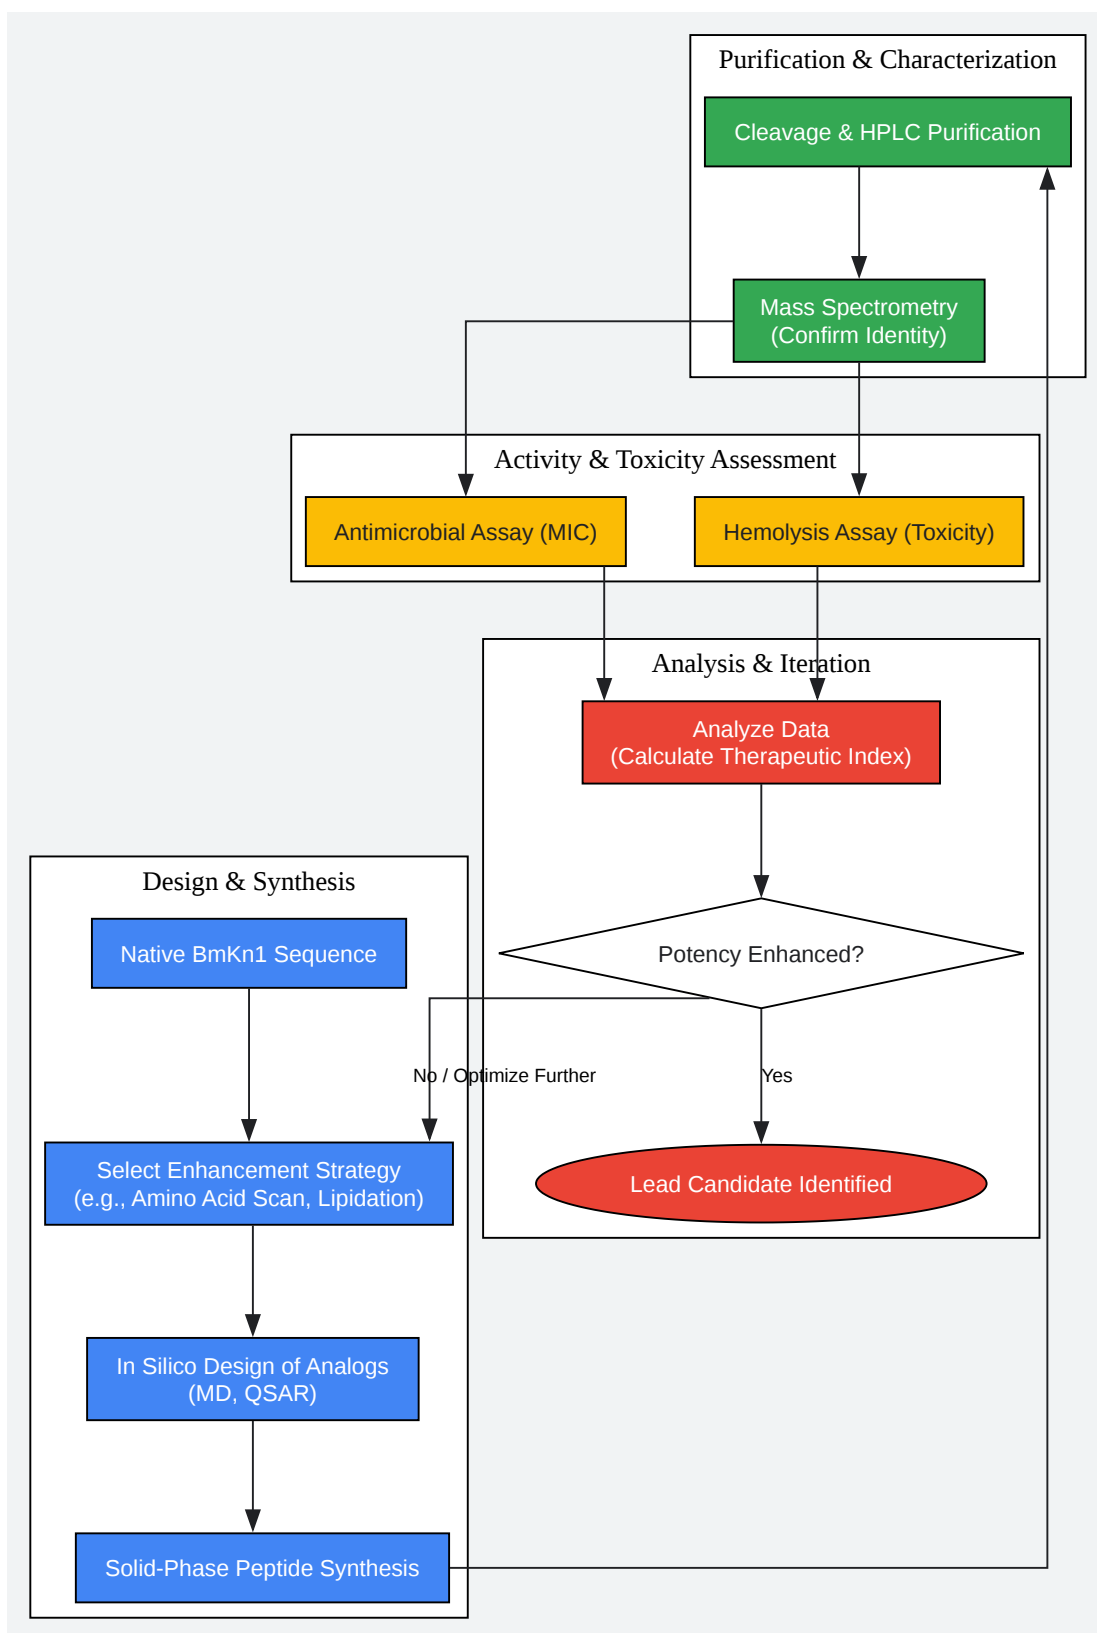 Purification & Characterization
Cleavage & HPLC Purification
Mass Spectrometry
(Confirm Identity)
Activity & Toxicity Assessment
Antimicrobial Assay (MIC)
Hemolysis Assay (Toxicity)
Analysis & Iteration
Analyze Data
(Calculate Therapeutic Index)
Potency Enhanced?
No / Optimize Further
Yes
Lead Candidate Identified
Design & Synthesis
Native BmKn1 Sequence
Select Enhancement Strategy
(e.g., Amino Acid Scan, Lipidation)
In Silico Design of Analogs
(MD, QSAR)
Solid-Phase Peptide Synthesis